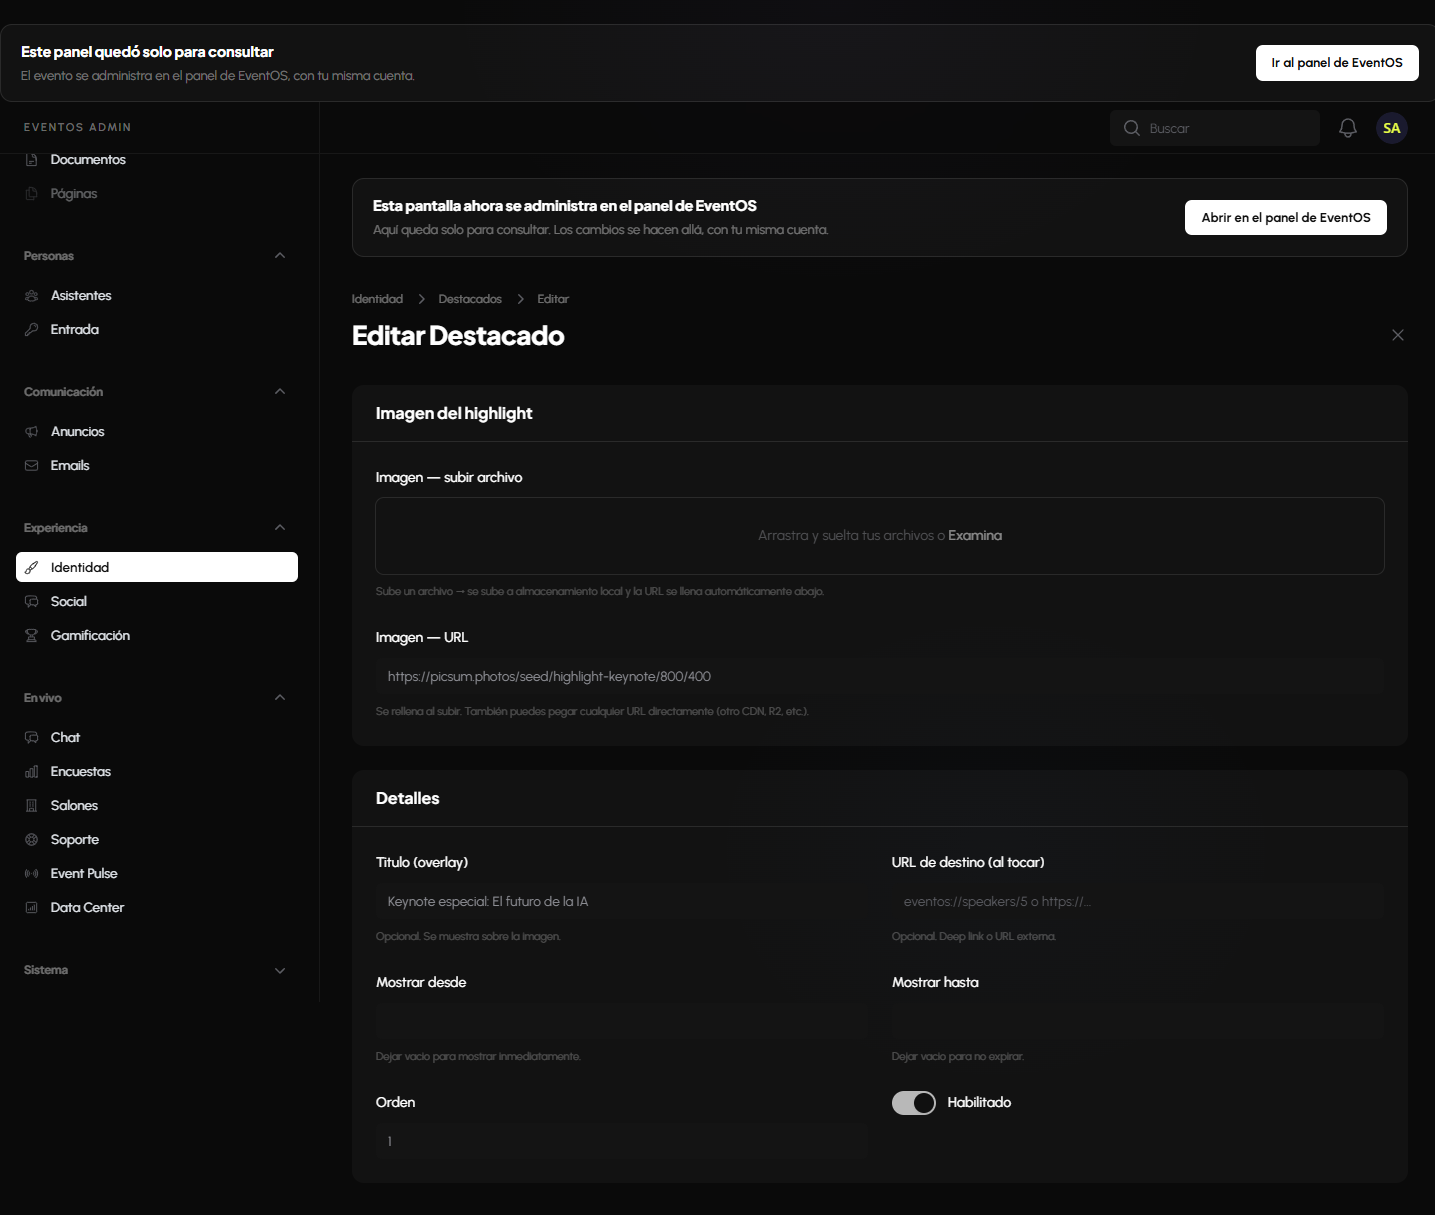 Este panel quedó solo para consultar
El evento se administra en el panel de EventOS, con tu misma cuenta.
Ir al panel de EventOS
EVENTOS ADMIN
Buscar
SA
Documentos
Páginas
Personas
Asistentes
Entrada
Comunicación
Anuncios
Emails
Experiencia
Identidad
Social
Gamificación
En vivo
Chat
Encuestas
Salones
Soporte
Event Pulse
Data Center
Sistema
Esta pantalla ahora se administra en el panel de EventOS
Aquí queda solo para consultar. Los cambios se hacen allá, con tu misma cuenta.
Abrir en el panel de EventOS
Identidad > Destacados > Editar
Editar Destacado
Imagen del highlight
Imagen — subir archivo
Arrastra y suelta tus archivos o Examina
Sube un archivo → se sube a almacenamiento local y la URL se llena automáticamente abajo.
Imagen — URL
https://picsum.photos/seed/highlight-keynote/800/400
Se rellena al subir. También puedes pegar cualquier URL directamente (otro CDN, R2, etc.).
Detalles
Título (overlay)
Keynote especial: El futuro de la IA
Opcional. Se muestra sobre la imagen.
URL de destino (al tocar)
eventos://speakers/5 o https://...
Opcional. Deep link o URL externa.
Mostrar desde
Dejar vacío para mostrar inmediatamente.
Mostrar hasta
Dejar vacío para no expirar.
Orden
1
Habilitado